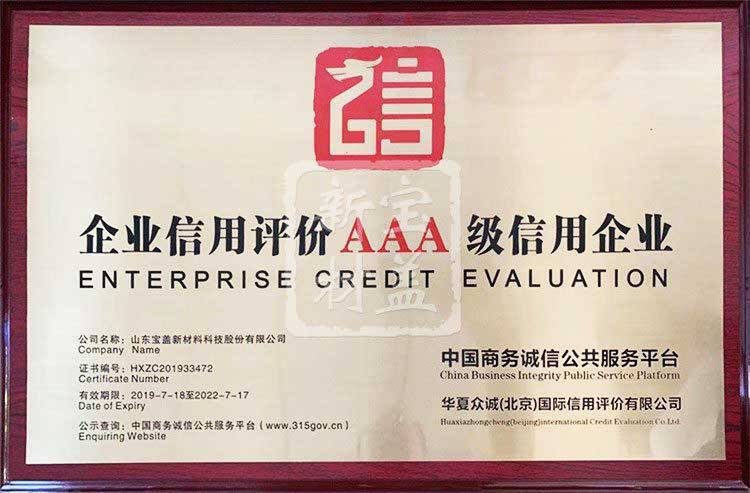 信
企业信用评价AAA级信用企业
ENTERPRISE CREDIT EVALUATION
宝盖
新材
公司名称：山东宝盖新材料科技股份有限公司
Company Name
证书编号：HXZC201933472
Certificate Number
有效期限：2019-7-18至2022-7-17
Date of Expiry
公示查询：中国商务诚信公共服务平台(www.315gov.cn)
Enquiring Website
中国商务诚信公共服务平台
China Business Integrity Public Service Platform
华夏众诚(北京)国际信用评价有限公司
Huaxiazhongcheng(beijing)international Credit Evaluation Co.Ltd.